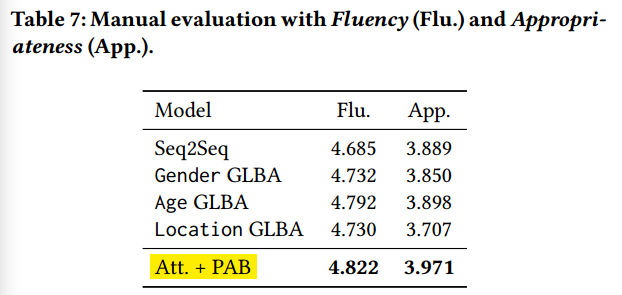 Table 7: Manual evaluation with Fluency (Flu.) and Appropri-
ateness (App.).
Model Flu. App.
Seq2Seq 4.685 3.889
Gender GLBA 4.732 3.850
Age GLBA 4.792 3.898
Location GLBA 4.730 3.707
Att. + PAB 4.822 3.971